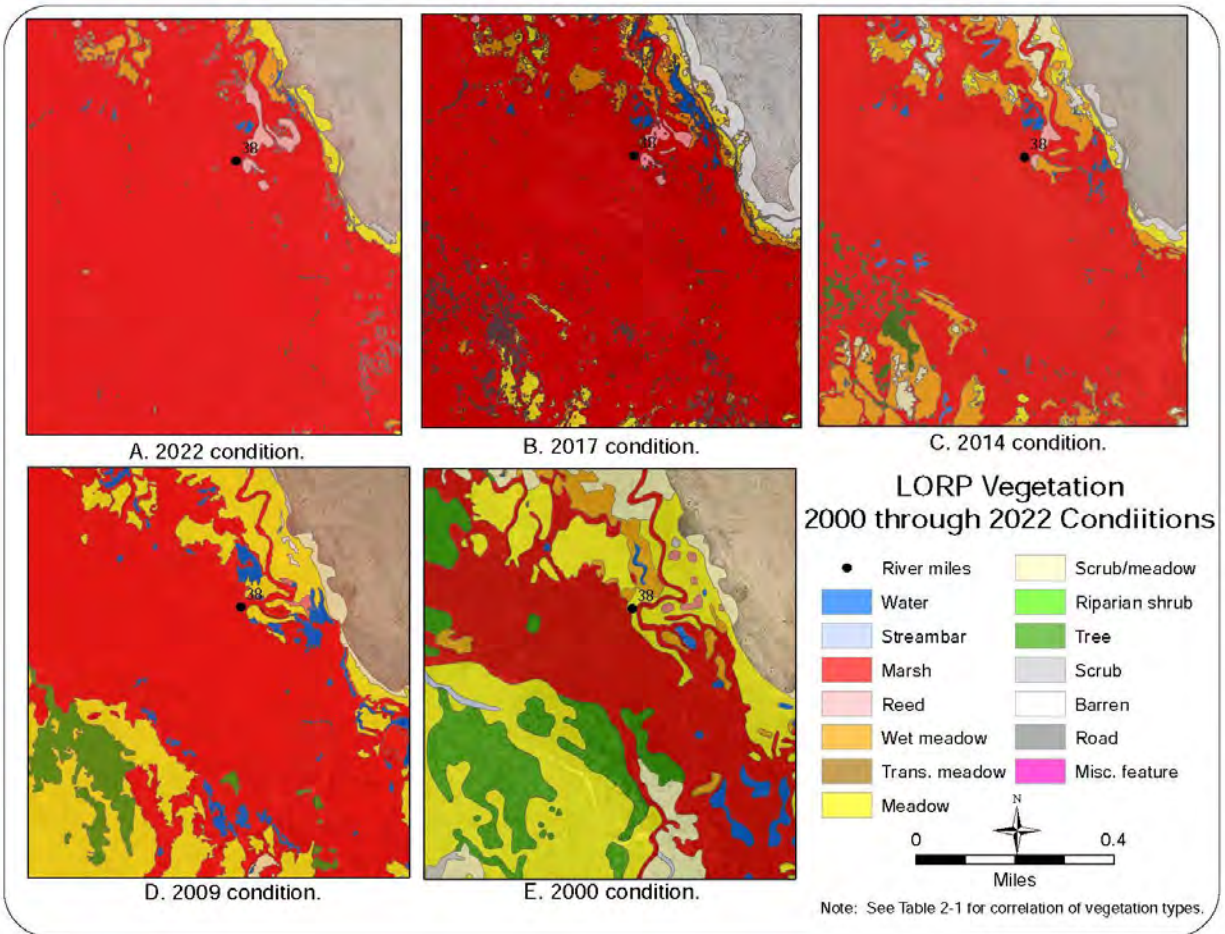 38
38
38
A. 2022 condition.
B. 2017 condition.
C. 2014 condition.
38
38
D. 2009 condition.
E. 2000 condition.
LORP Vegetation
2000 through 2022 Condiitions
River miles
Water
Streambar
Marsh
Reed
Wet meadow
Trans. meadow
Meadow
Scrub/meadow
Riparian shrub
Tree
Scrub
Barren
Road
Misc. feature
N
0 0.4
Miles
Note: See Table 2-1 for correlation of vegetation types.